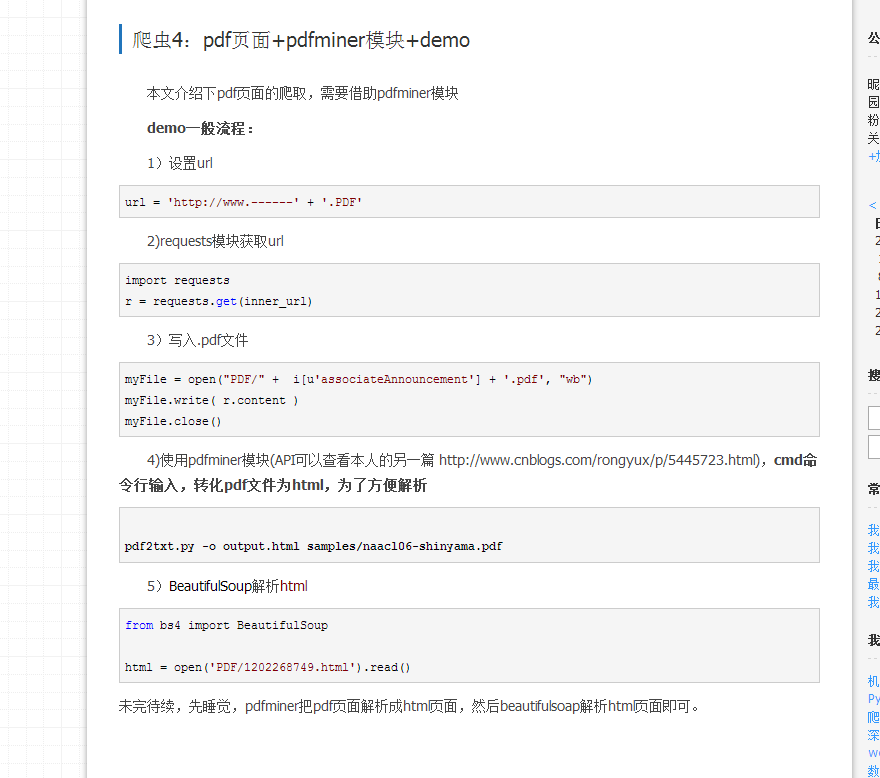 爬虫4：pdf页面+pdfminer模块+demo
本文介绍下pdf页面的爬取，需要借助pdfminer模块
demo一般流程：
1）设置url
url = 'http://www.------' + '.PDF'
2)requests模块获取url
import requests
r = requests.get(inner_url)
3）写入.pdf文件
myFile = open("PDF/" +  i[u'associateAnnouncement'] + '.pdf', "wb")
myFile.write( r.content )
myFile.close()
4)使用pdfminer模块(API可以查看本人的另一篇 http://www.cnblogs.com/rongyux/p/5445723.html)，cmd命
令行输入，转化pdf文件为html，为了方便解析
pdf2txt.py -o output.html samples/naacl06-shinyama.pdf
5）BeautifulSoup解析html
from bs4 import BeautifulSoup
html = open('PDF/1202268749.html').read()
未完待续，先睡觉，pdfminer把pdf页面解析成html页面，然后beautifulsoap解析html页面即可。
公
昵
园
粉
关
+
<
搜
常
我
我
我
最
我
我
机
Py
爬
深
we
数